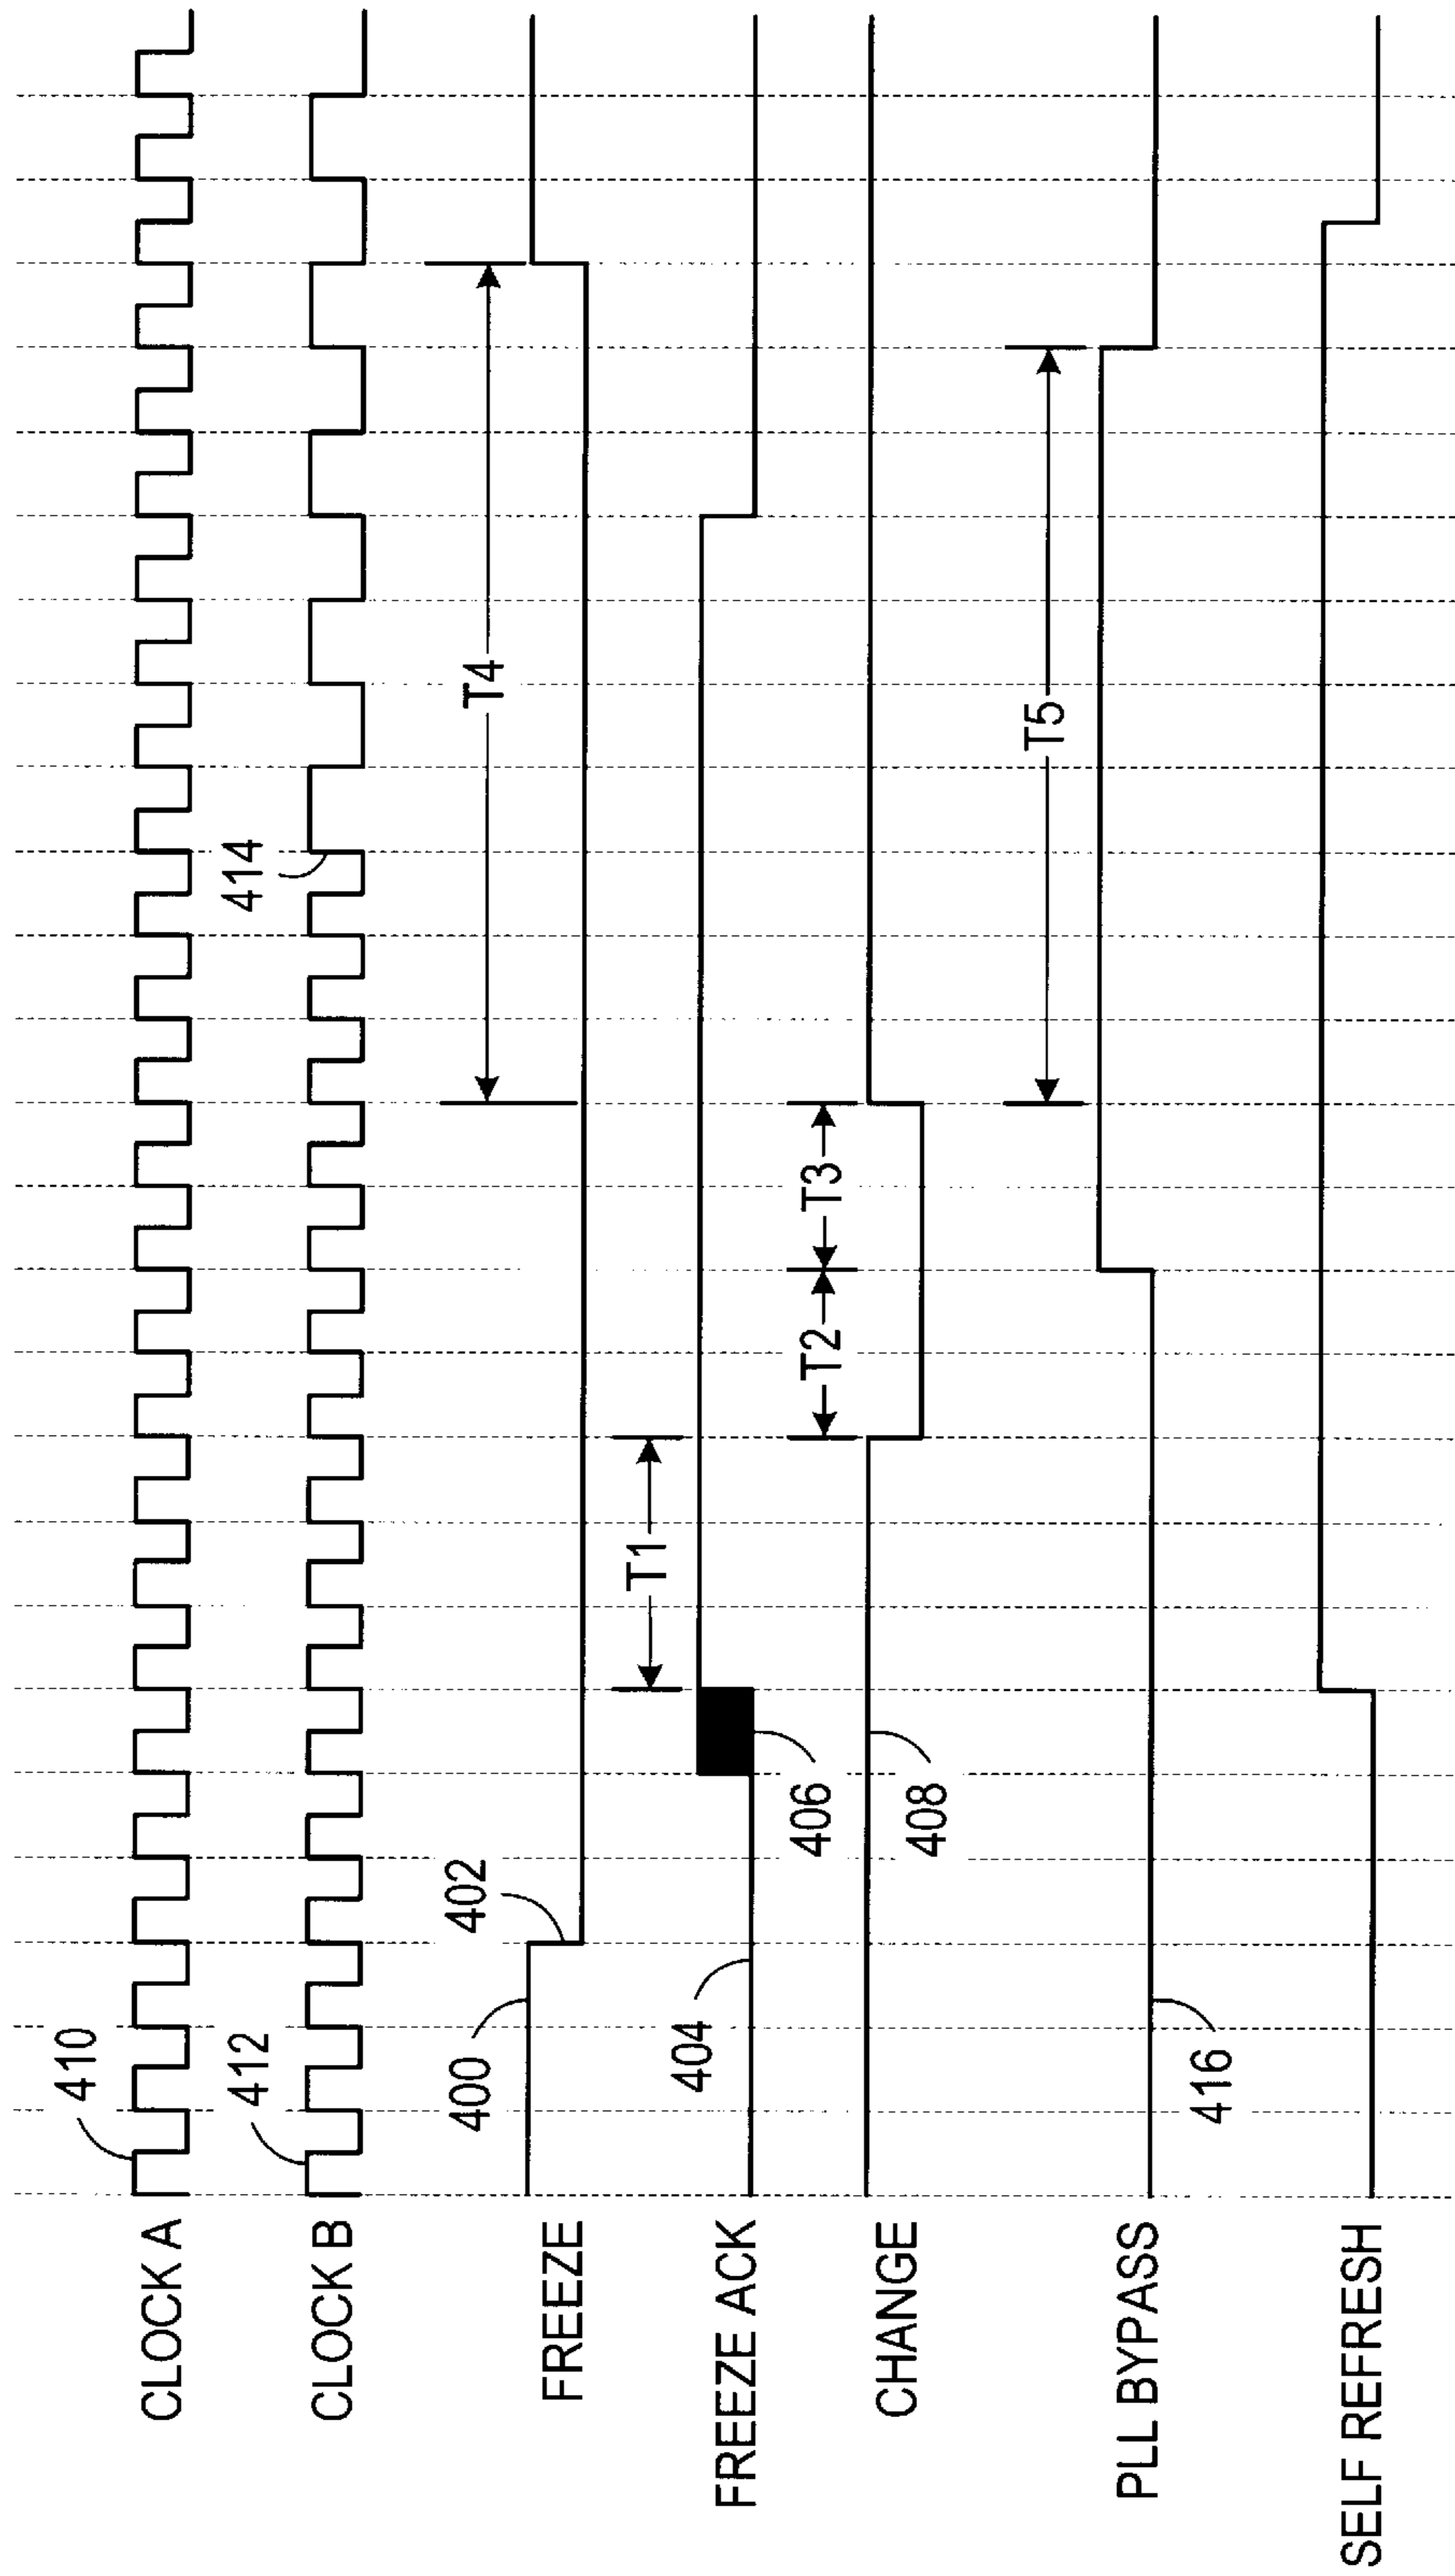 CLOCK A
410
CLOCK B
412
414
FREEZE
400
402
T4
FREEZE ACK
404
406
T1
CHANGE
408
T2
T3
PLL BYPASS
416
T5
SELF REFRESH